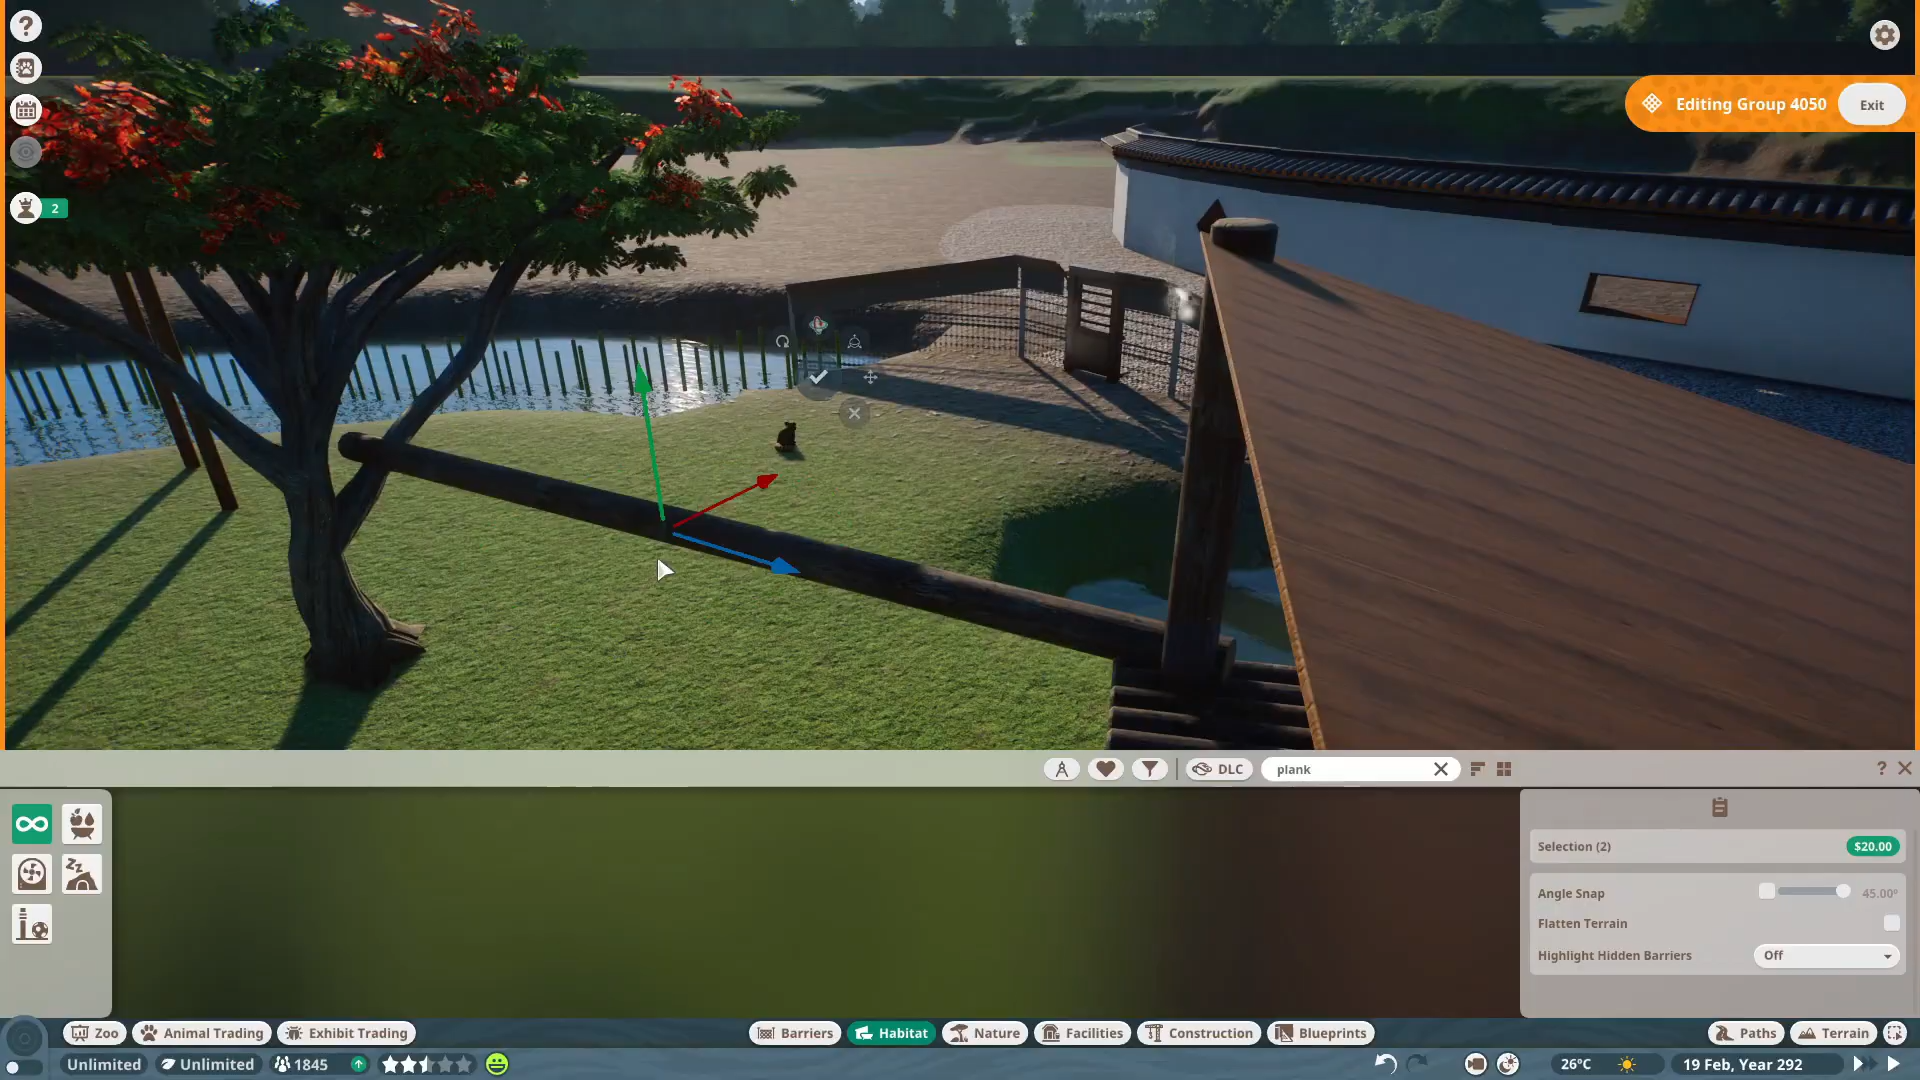 ?
Editing Group 4050
Exit
2
DLC
plank
?
Selection (2)
$20.00
Angle Snap
45.00°
Flatten Terrain
Highlight Hidden Barriers
Off
Zoo
Animal Trading
Exhibit Trading
Barriers
Habitat
Nature
Facilities
Construction
Blueprints
Paths
Terrain
Unlimited
Unlimited
1845
26°C
19 Feb, Year 292